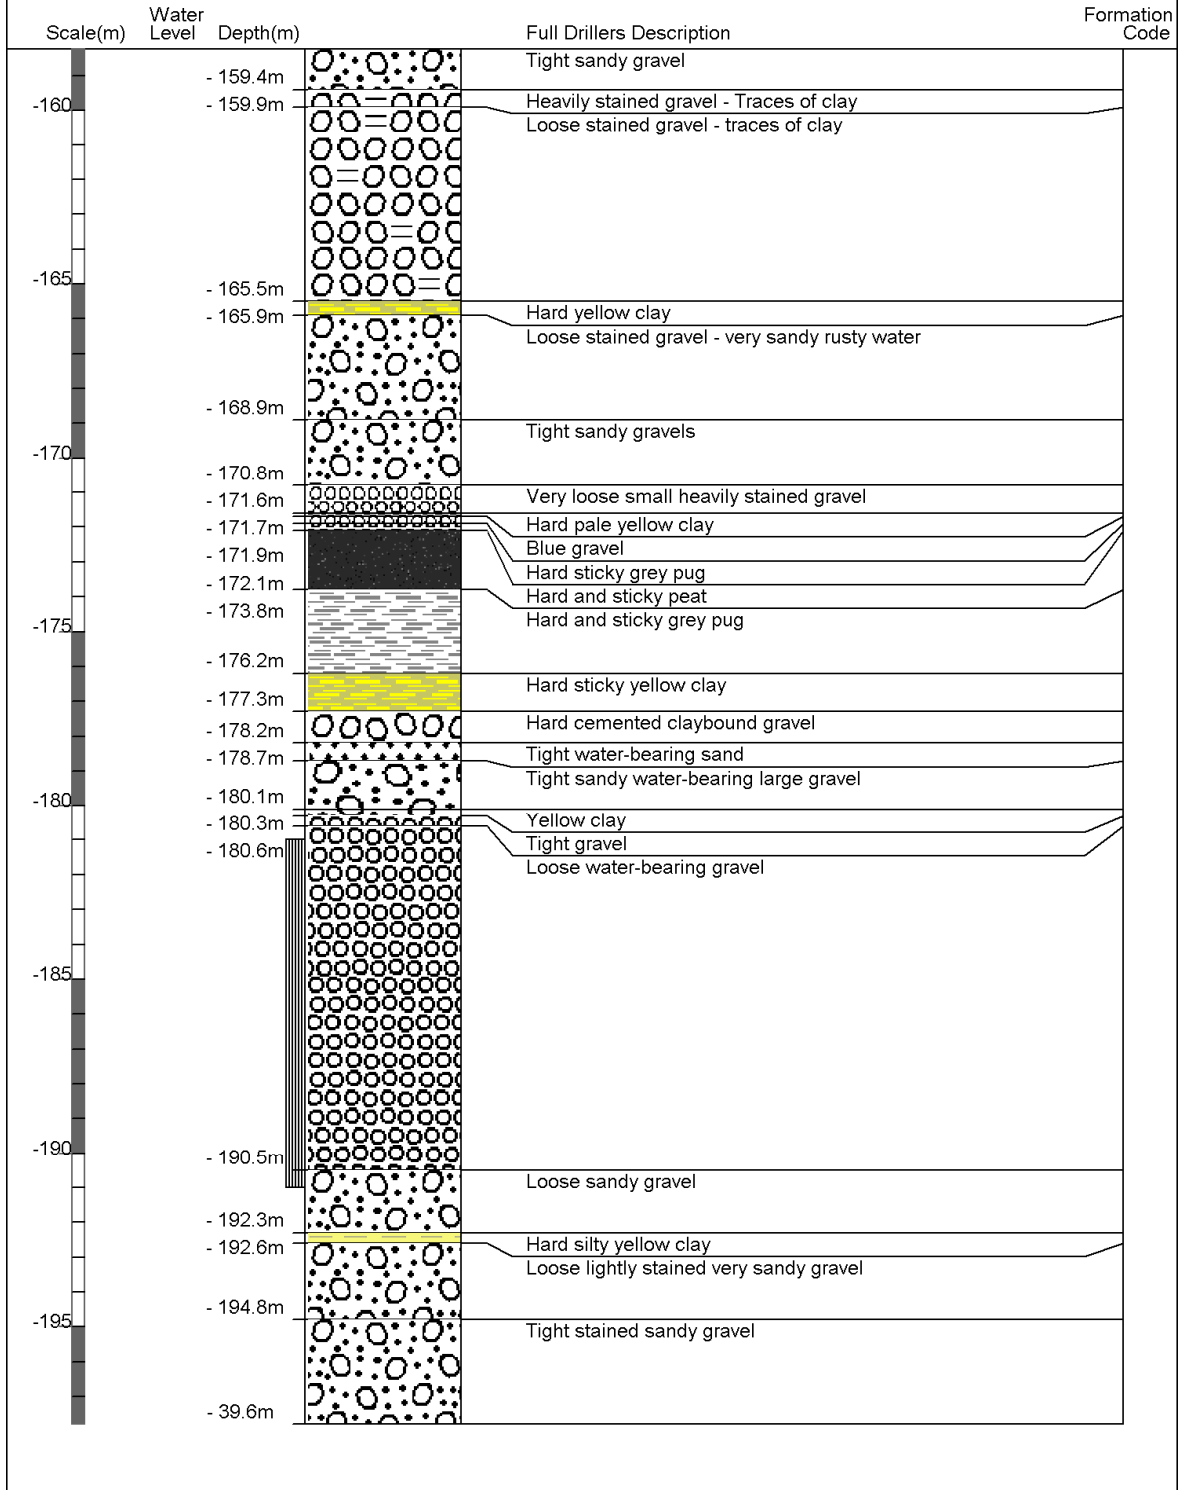 Scale(m) Water Level Depth(m) Full Drillers Description Formation Code
Tight sandy gravel
- 159.4m
-160 - 159.9m Heavily stained gravel - Traces of clay
Loose stained gravel - traces of clay
-165 - 165.5m
- 165.9m Hard yellow clay
Loose stained gravel - very sandy rusty water
- 168.9m
Tight sandy gravels
-170
- 170.8m
- 171.6m Very loose small heavily stained gravel
- 171.7m Hard pale yellow clay
- 171.9m Blue gravel
Hard sticky grey pug
- 172.1m Hard and sticky peat
- 173.8m Hard and sticky grey pug
-175
- 176.2m
Hard sticky yellow clay
- 177.3m
Hard cemented claybound gravel
- 178.2m
- 178.7m Tight water-bearing sand
Tight sandy water-bearing large gravel
-180 - 180.1m
- 180.3m Yellow clay
Tight gravel
- 180.6m Loose water-bearing gravel
-185
-190 - 190.5m
Loose sandy gravel
- 192.3m
- 192.6m Hard silty yellow clay
Loose lightly stained very sandy gravel
- 194.8m
-195 Tight stained sandy gravel
- 39.6m